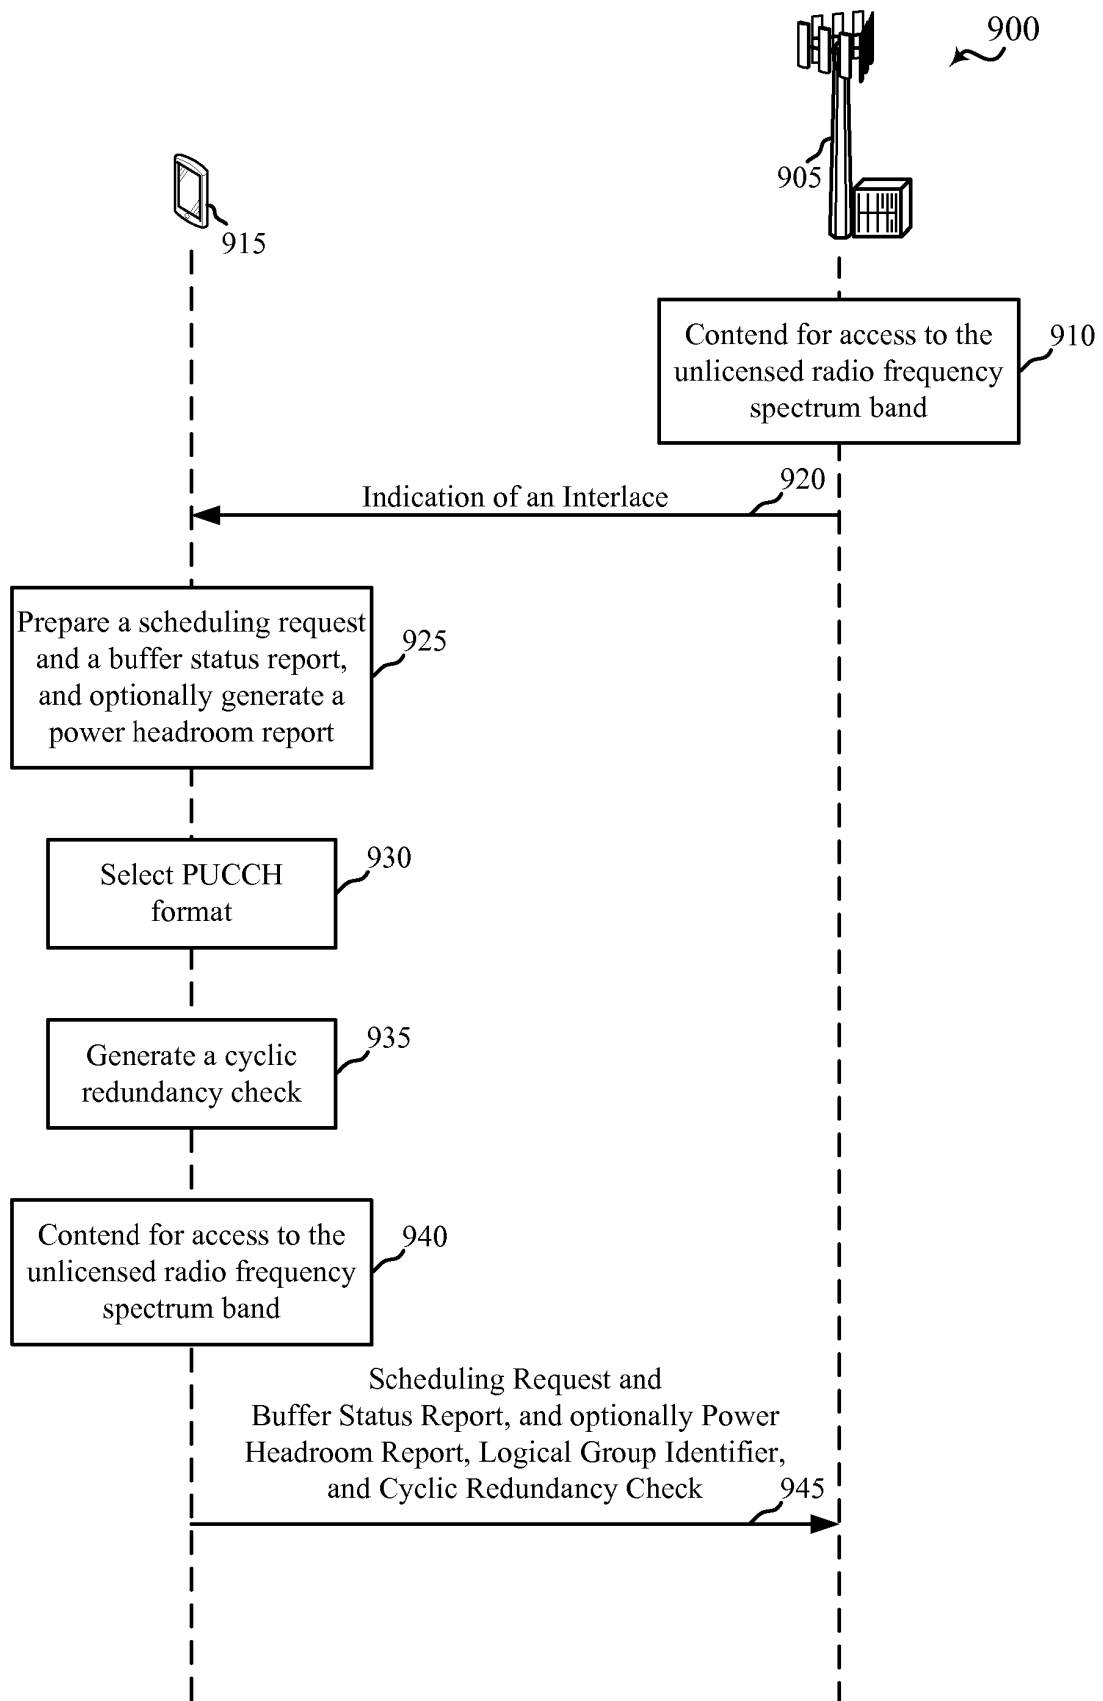 900
905
915
Contend for access to the
unlicensed radio frequency
spectrum band
910
920
Indication of an Interlace
Prepare a scheduling request
and a buffer status report,
and optionally generate a
power headroom report
925
Select PUCCH
format
930
Generate a cyclic
redundancy check
935
Contend for access to the
unlicensed radio frequency
spectrum band
940
Scheduling Request and
Buffer Status Report, and optionally Power
Headroom Report, Logical Group Identifier,
and Cyclic Redundancy Check
945